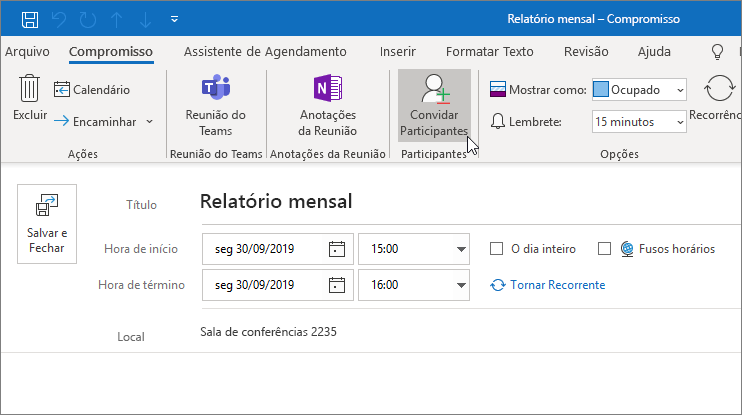 Relatório mensal – Compromisso
Arquivo Compromisso Assistente de Agendamento Inserir Formatar Texto Revisão Ajuda
Excluir
Calendário
Encaminhar
Ações
Reunião do
Teams
Reunião do Teams
Anotações
da Reunião
Anotações da Reunião
Convidar
Participantes
Participantes
Mostrar como: Ocupado
Lembrete: 15 minutos
Recorrênc
Opções
Salvar e
Fechar
Título Relatório mensal
Hora de início seg 30/09/2019 15:00 O dia inteiro Fusos horários
Hora de término seg 30/09/2019 16:00 Tornar Recorrente
Local Sala de conferências 2235